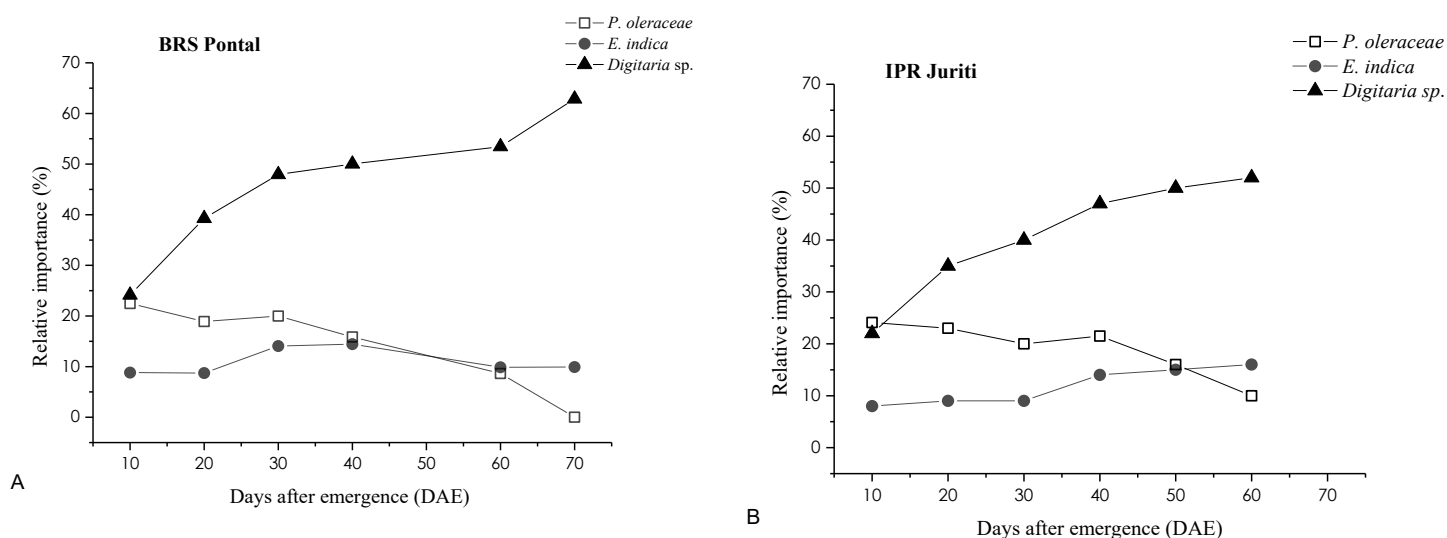 BRS Pontal
P. oleraceae
E. indica
Digitaria sp.
70
60
50
40
30
20
10
0
Relative importance (%)
10 20 30 40 50 60 70
Days after emergence (DAE)
A
IPR Juriti
P. oleraceae
E. indica
Digitaria sp.
70
60
50
40
30
20
10
0
Relative importance (%)
10 20 30 40 50 60 70
Days after emergence (DAE)
B